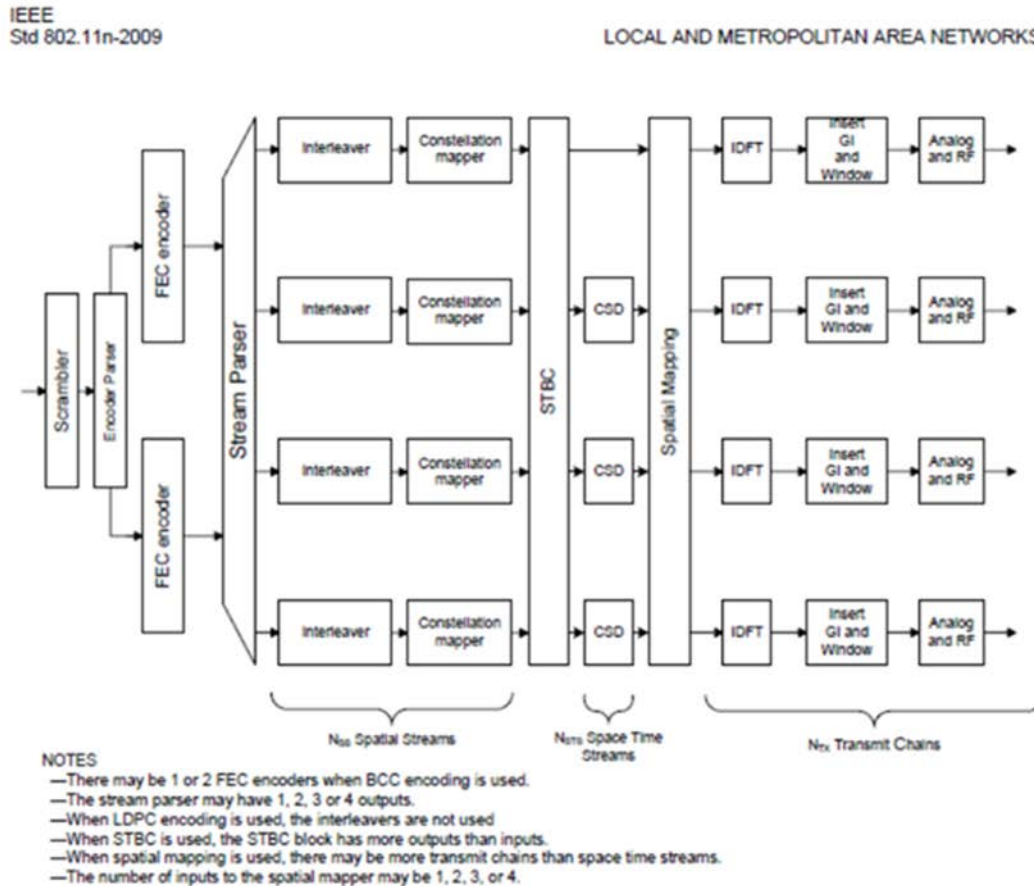 IEEE
Std 802.11n-2009
LOCAL AND METROPOLITAN AREA NETWORKS
Scrambler
Encoder Parser
FEC encoder
FEC encoder
Stream Parser
Interleaver
Constellation
mapper
Interleaver
Constellation
mapper
Interleaver
Constellation
mapper
Interleaver
Constellation
mapper
STBC
CSD
CSD
CSD
Spatial Mapping
IDFT
Insert
GI
and
Window
Analog
and RF
IDFT
Insert
GI and
Window
Analog
and RF
IDFT
Insert
GI and
Window
Analog
and RF
IDFT
Insert
GI and
Window
Analog
and RF
NSS Spatial Streams
NSTS Space Time
Streams
NTX Transmit Chains
NOTES
—There may be 1 or 2 FEC encoders when BCC encoding is used.
—The stream parser may have 1, 2, 3 or 4 outputs.
—When LDPC encoding is used, the interleavers are not used
—When STBC is used, the STBC block has more outputs than inputs.
—When spatial mapping is used, there may be more transmit chains than space time streams.
—The number of inputs to the spatial mapper may be 1, 2, 3, or 4.